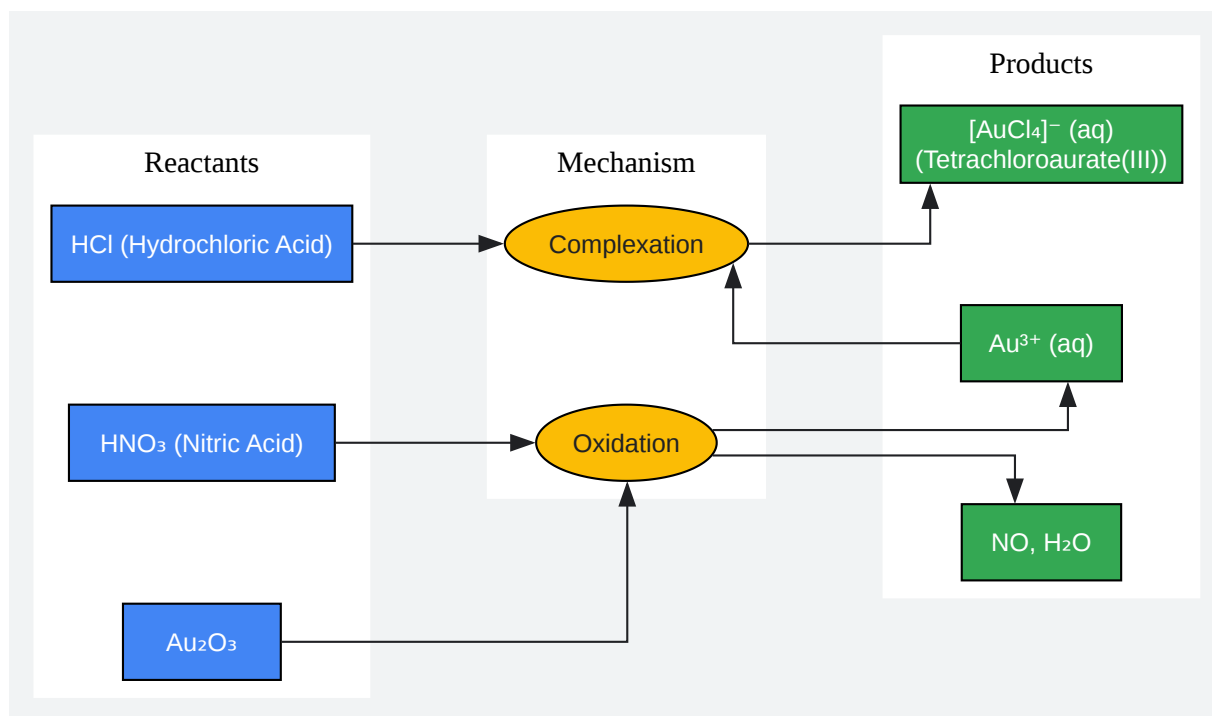 Reactants
HCl (Hydrochloric Acid)
HNO₃ (Nitric Acid)
Au₂O₃
Mechanism
Complexation
Oxidation
Products
[AuCl₄]⁻ (aq)
(Tetrachloroaurate(III))
Au³⁺ (aq)
NO, H₂O